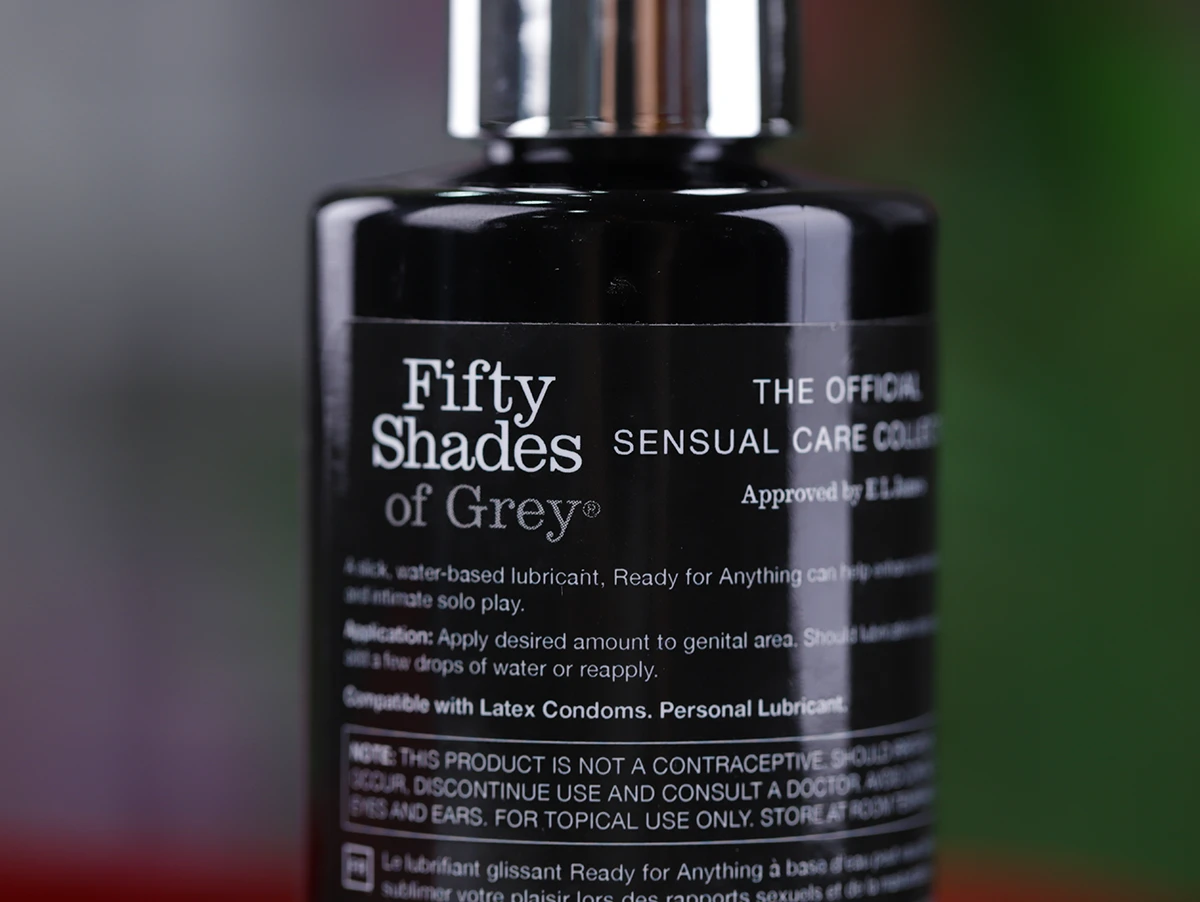 Fifty
Shades
of Grey®
THE OFFICIAL
SENSUAL CARE
Approved by E L James
A slick, water-based lubricant, Ready for Anything can help
and intimate solo play.
Application: Apply desired amount to genital area. Should
add a few drops of water or reapply.
Compatible with Latex Condoms. Personal Lubricant.
NOTE: THIS PRODUCT IS NOT A CONTRACEPTIVE. SHOULD
OCCUR, DISCONTINUE USE AND CONSULT A DOCTOR. AVOID
EYES AND EARS. FOR TOPICAL USE ONLY. STORE AT ROOM
FR
Le lubrifiant glissant Ready for Anything à base d'eau peut
sublimer votre plaisir lors des rapports sexuels et de la